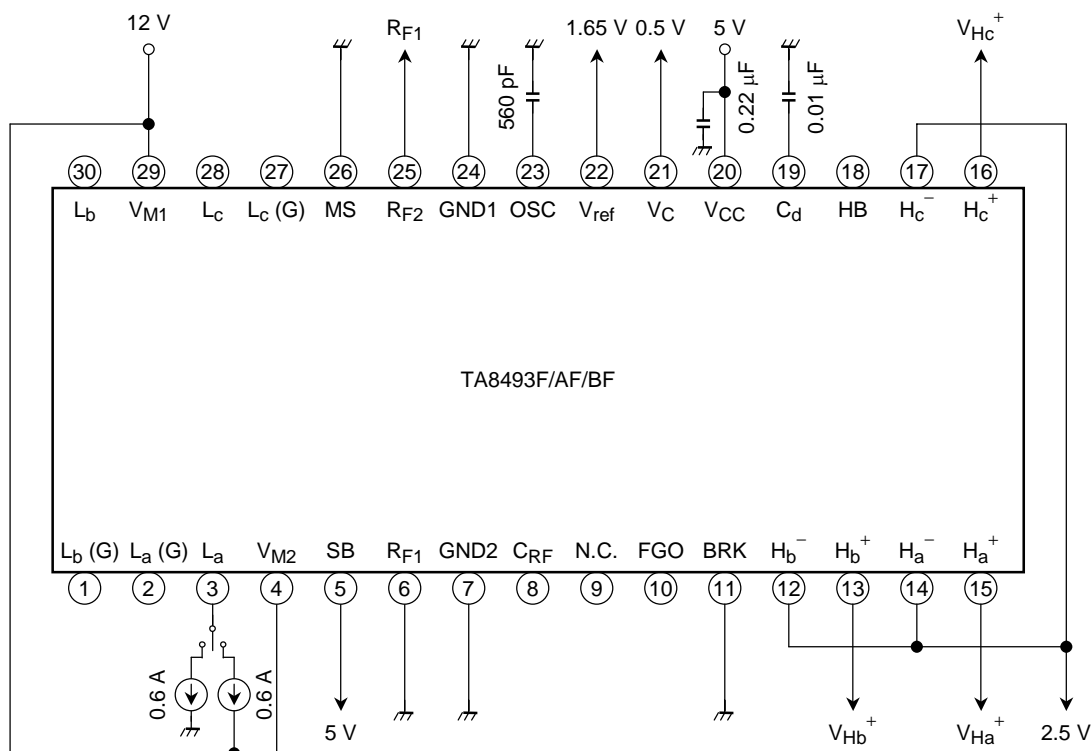 12 V R_F1 1.65 V 0.5 V 5 V V_Hc^+
560 pF 0.22 μF 0.01 μF
30 29 28 27 26 25 24 23 22 21 20 19 18 17 16
L_b V_M1 L_c L_c (G) MS R_F2 GND1 OSC V_ref V_C V_CC C_d HB H_c^− H_c^+
TA8493F/AF/BF
L_b (G) L_a (G) L_a V_M2 SB R_F1 GND2 C_RF N.C. FGO BRK H_b^− H_b^+ H_a^− H_a^+
1 2 3 4 5 6 7 8 9 10 11 12 13 14 15
0.6 A 0.6 A
5 V V_Hb^+ V_Ha^+ 2.5 V